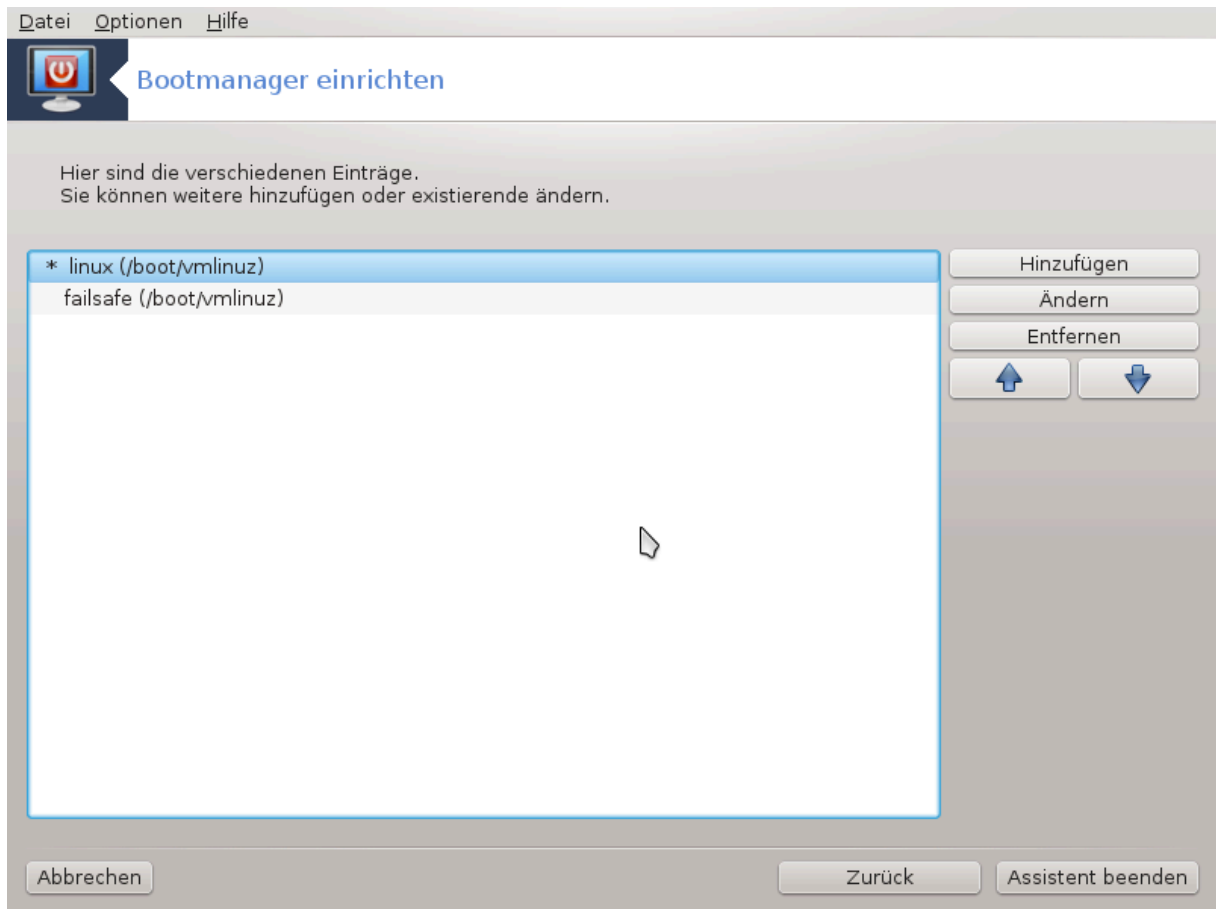 Datei Optionen Hilfe
Bootmanager einrichten
Hier sind die verschiedenen Einträge.
Sie können weitere hinzufügen oder existierende ändern.
* linux (/boot/vmlinuz)
failsafe (/boot/vmlinuz)
Hinzufügen
Ändern
Entfernen
Abbrechen
Zurück
Assistent beenden